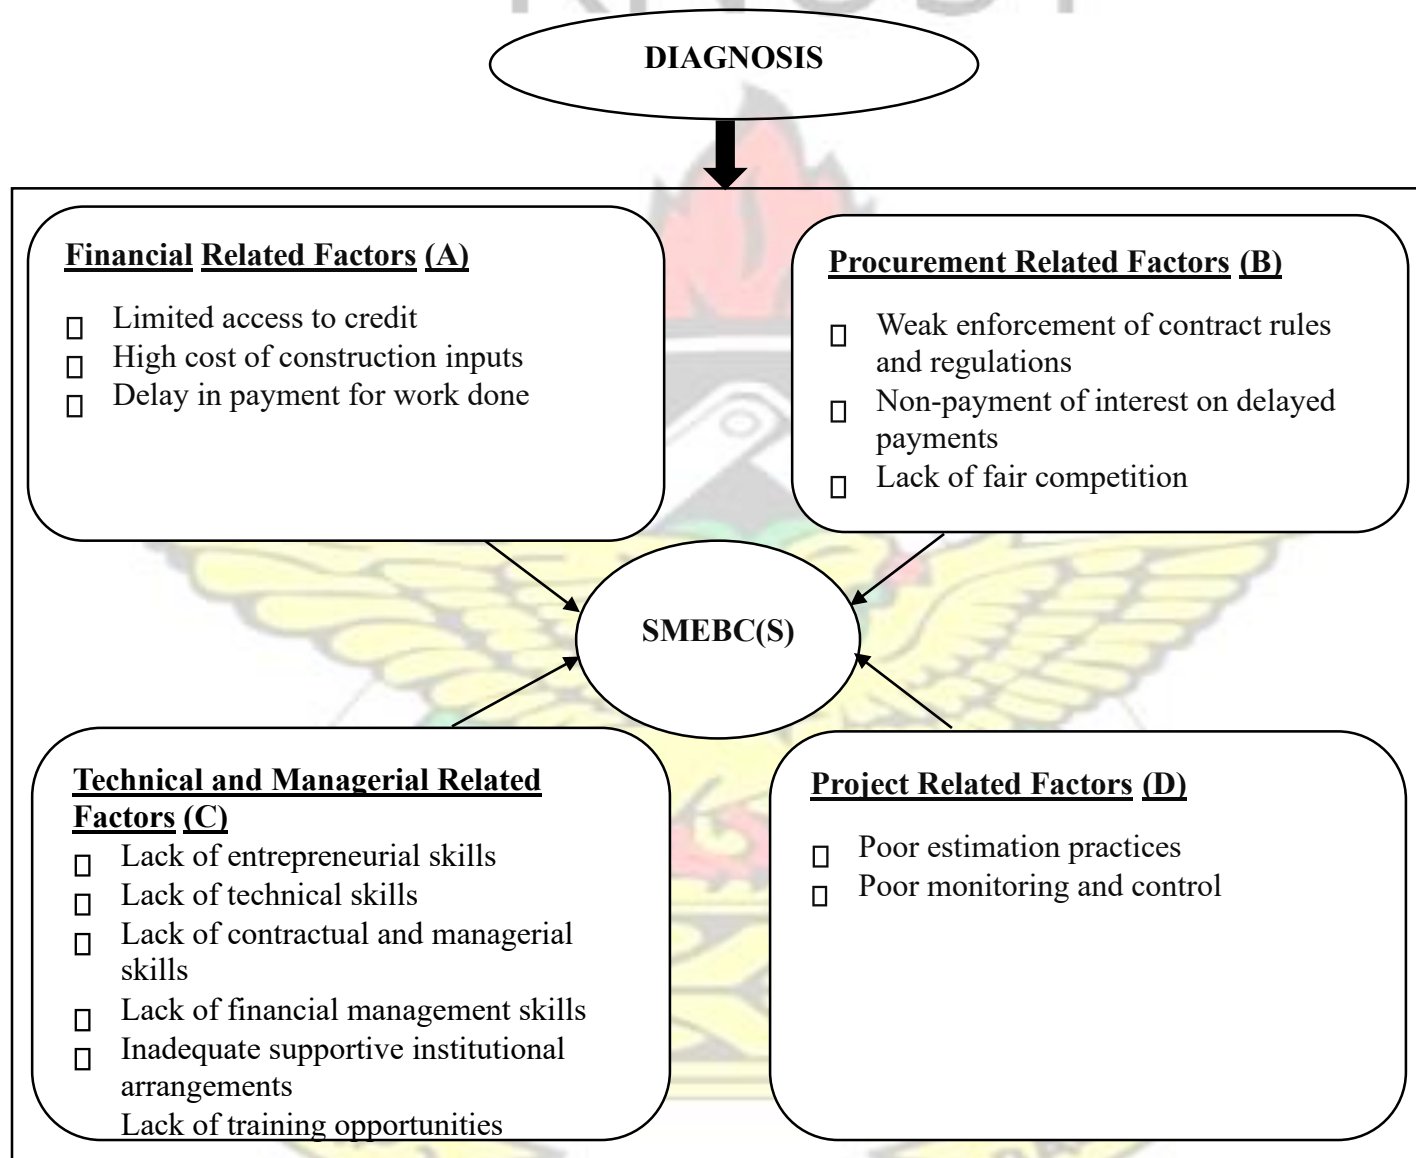 KNUST
DIAGNOSIS
Financial Related Factors (A)
▯ Limited access to credit
▯ High cost of construction inputs
▯ Delay in payment for work done
Procurement Related Factors (B)
▯ Weak enforcement of contract rules
and regulations
▯ Non-payment of interest on delayed
payments
▯ Lack of fair competition
SMEBC(S)
Technical and Managerial Related
Factors (C)
▯ Lack of entrepreneurial skills
▯ Lack of technical skills
▯ Lack of contractual and managerial
skills
▯ Lack of financial management skills
▯ Inadequate supportive institutional
arrangements
Lack of training opportunities
Project Related Factors (D)
▯ Poor estimation practices
▯ Poor monitoring and control